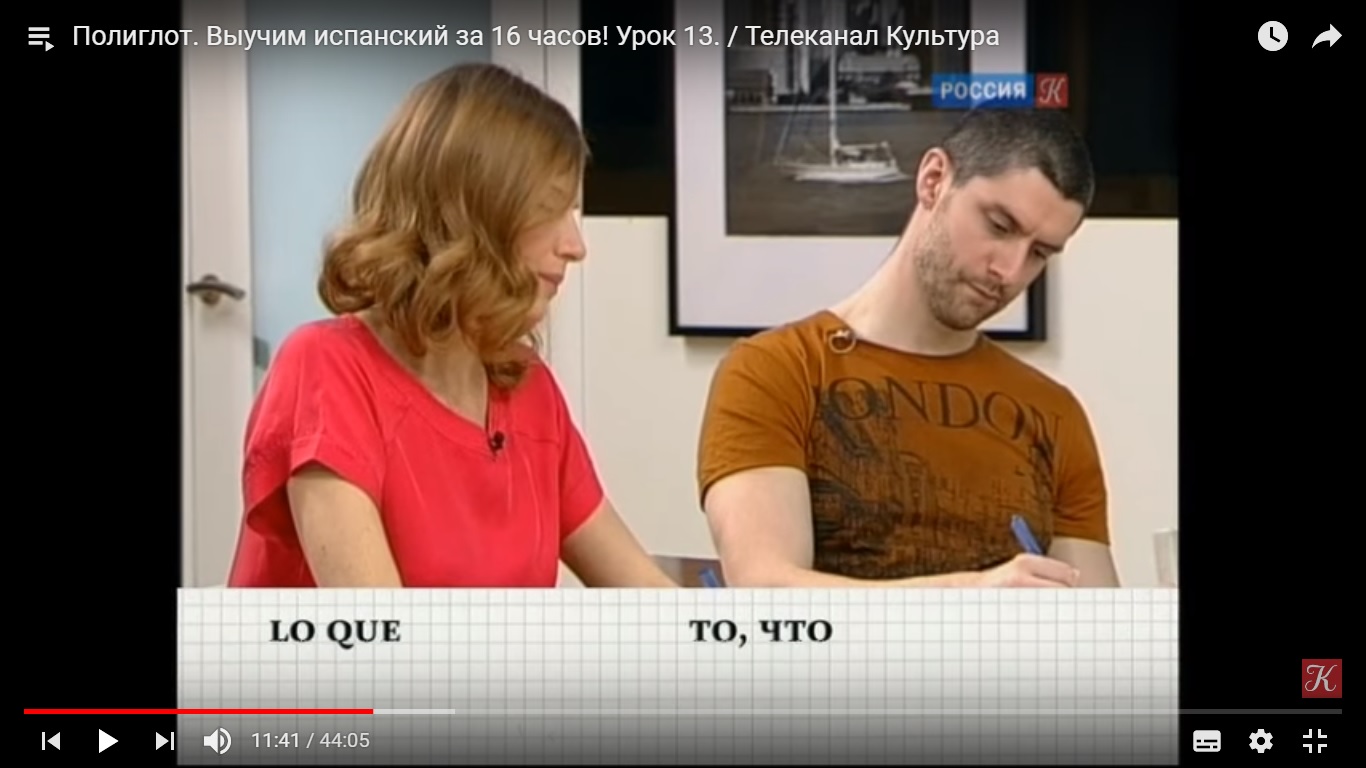 Полиглот. Выучим испанский за 16 часов! Урок 13. / Телеканал Культура
РОССИЯ К
LONDON
LO QUE ТО, ЧТО
К
11:41 / 44:05